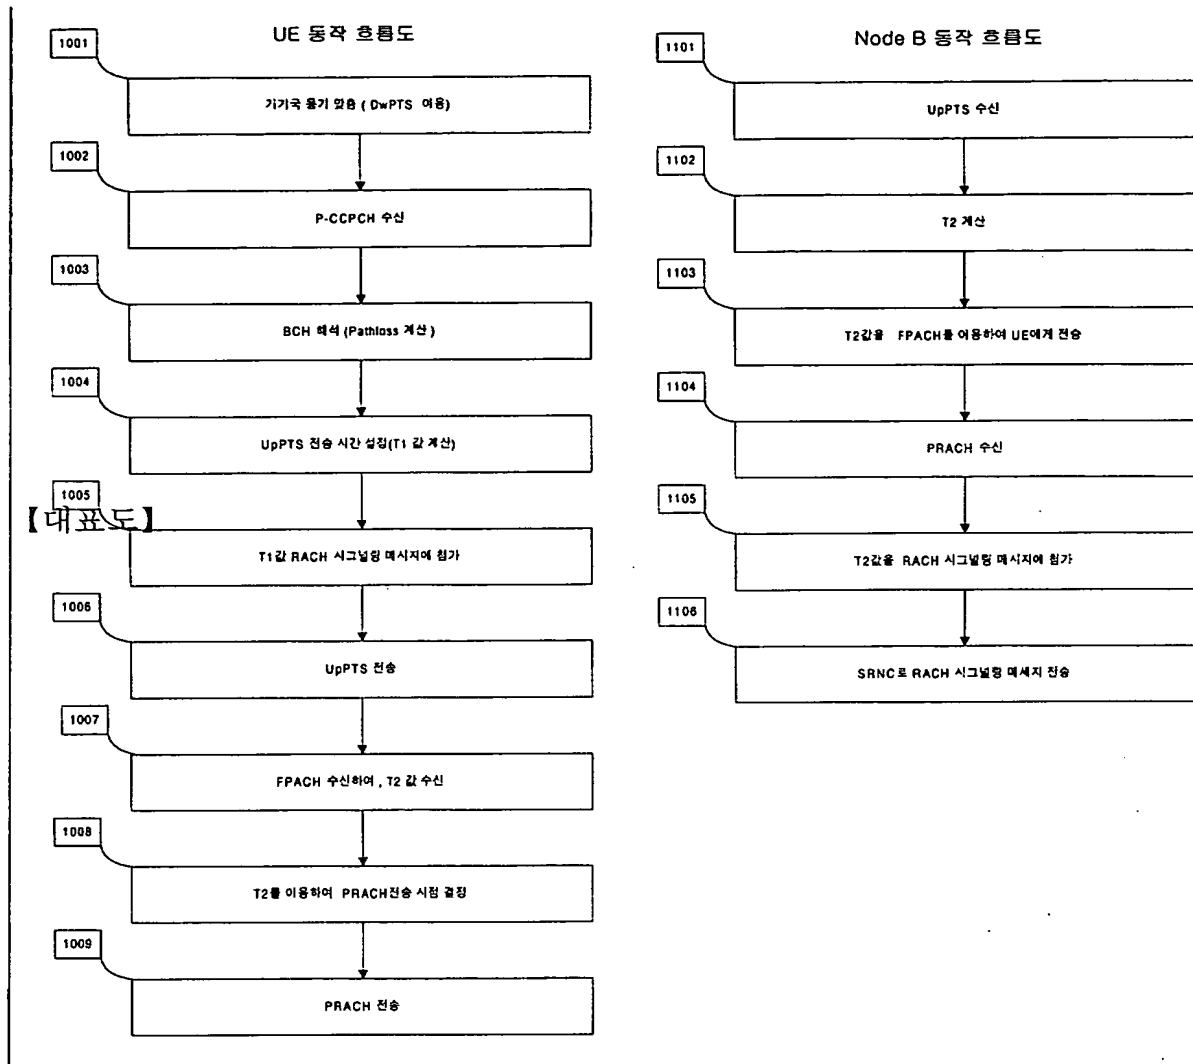 UE 동작 흐름도
1001
기기국 동기 맞춤 ( DwPTS 이용)
1002
P-CCPCH 수신
1003
BCH 해석 (Pathloss 계산 )
1004
UpPTS 전송 시간 설정(T1 값 계산)
1005
【대표도】
T1값 RACH 시그널링 메시지에 첨가
1006
UpPTS 전송
1007
FPACH 수신하여 , T2 값 수신
1008
T2를 이용하여 PRACH전송 시점 결정
1009
PRACH 전송
Node B 동작 흐름도
1101
UpPTS 수신
1102
T2 계산
1103
T2값을 FPACH를 이용하여 UE에게 전송
1104
PRACH 수신
1105
T2값을 RACH 시그널링 메시지에 첨가
1106
SRNC로 RACH 시그널링 메세지 전송